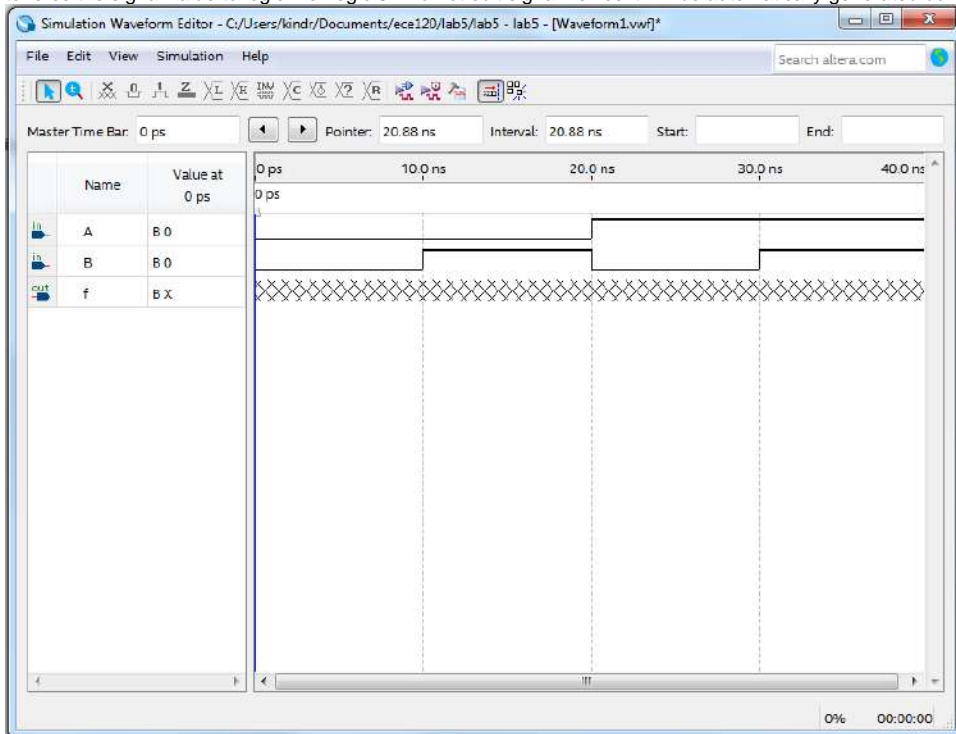 Simulation Waveform Editor - C:/Users/kindr/Documents/ece120/lab5/lab5 - lab5 - [Waveform1.vwf]*
File Edit View Simulation Help
Search altera.com
Master Time Bar: 0 ps Pointer: 20.88 ns Interval: 20.88 ns Start: End:
Name Value at 0 ps
0 ps 10.0 ns 20.0 ns 30.0 ns 40.0 ns
0 ps
in A B 0
in B B 0
out f B X
0% 00:00:00